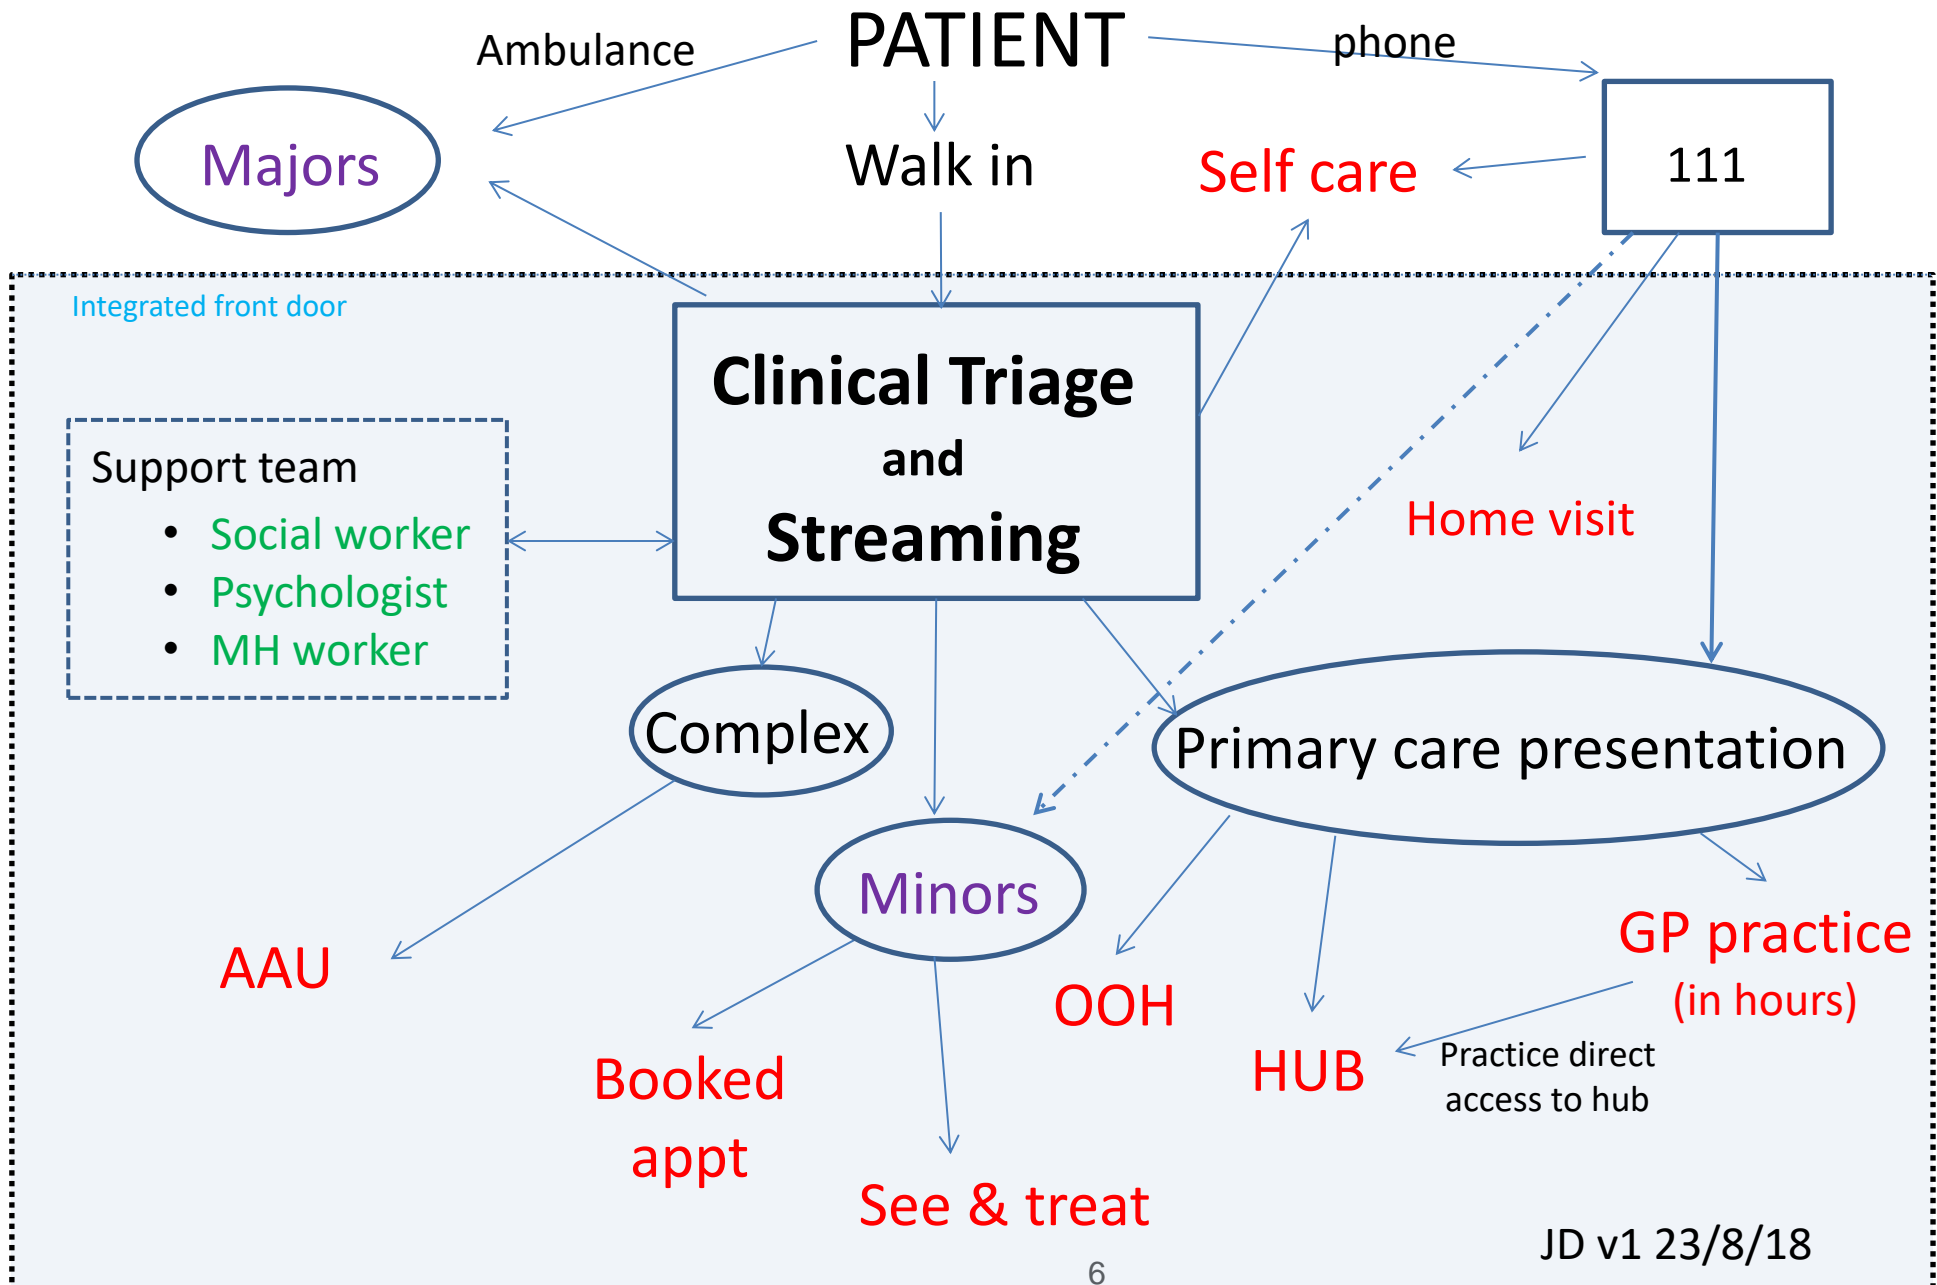 PATIENT
Ambulance
phone
Majors
Walk in
Self care
111
Integrated front door
Clinical Triage
and
Streaming
Support team
• Social worker
• Psychologist
• MH worker
Home visit
Complex
Primary care presentation
Minors
AAU
GP practice
(in hours)
OOH
HUB
Practice direct
access to hub
Booked
appt
See & treat
JD v1 23/8/18
6